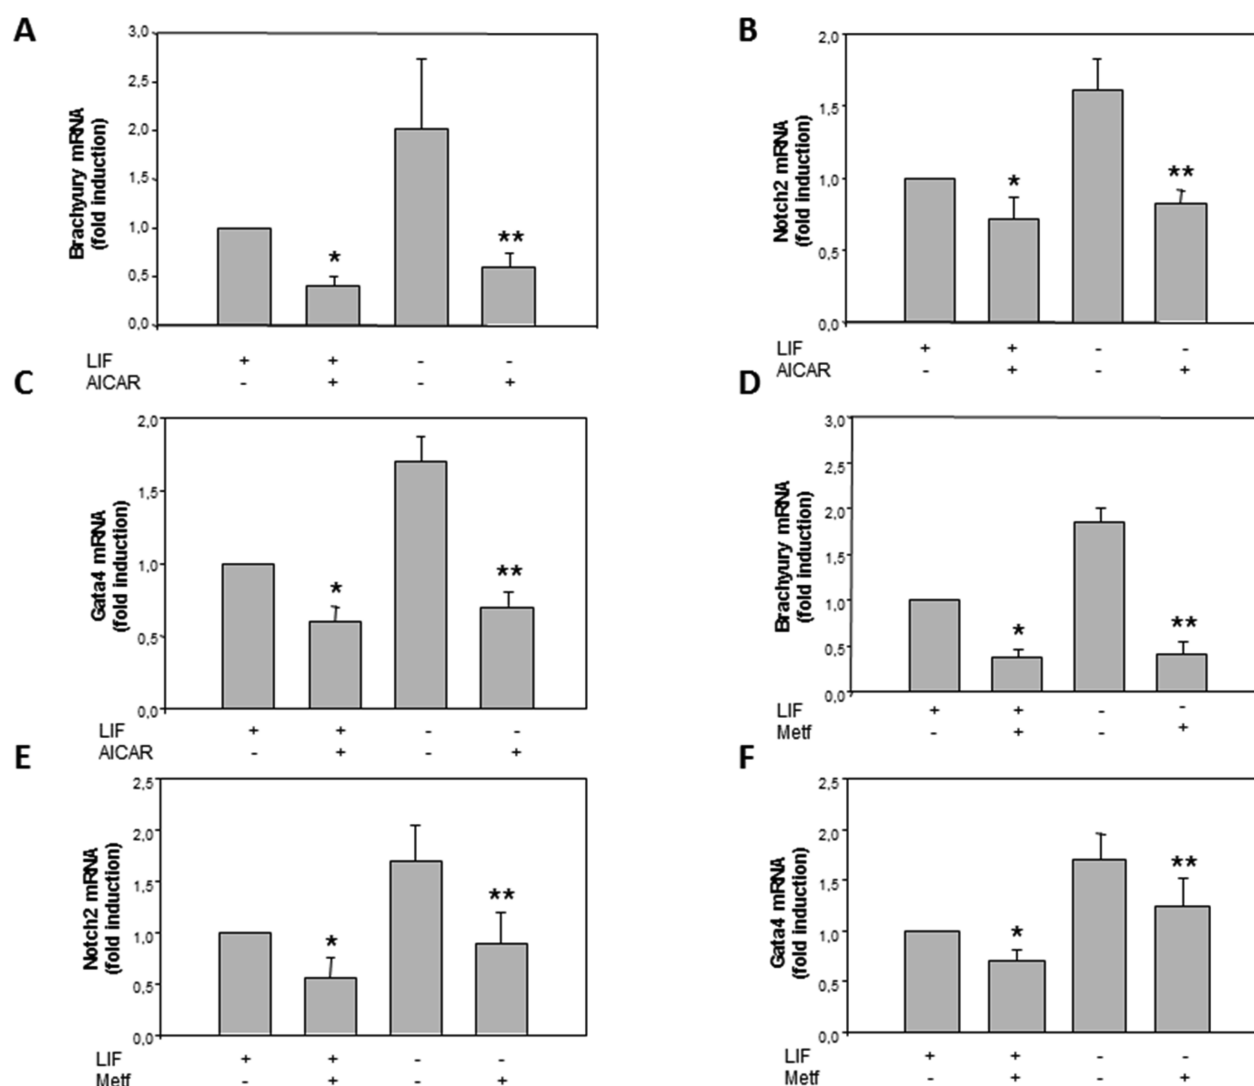 A
Brachyury mRNA
(fold induction)
3,0
2,5
2,0
1,5
1,0
0,5
0,0
*
**
LIF + + - -
AICAR - + - +
B
Notch2 mRNA
(fold induction)
2,0
1,5
1,0
0,5
0,0
*
**
LIF + + - -
AICAR - + - +
C
Gata4 mRNA
(fold induction)
2,0
1,5
1,0
0,5
0,0
*
**
LIF + + - -
AICAR - + - +
D
Brachyury mRNA
(fold induction)
3,0
2,5
2,0
1,5
1,0
0,5
0,0
*
**
LIF + + - -
Metf - + - +
E
Notch2 mRNA
(fold induction)
2,5
2,0
1,5
1,0
0,5
0,0
*
**
LIF + + - -
Metf - + - +
F
Gata4 mRNA
(fold induction)
2,5
2,0
1,5
1,0
0,5
0,0
*
**
LIF + + - -
Metf - + - +